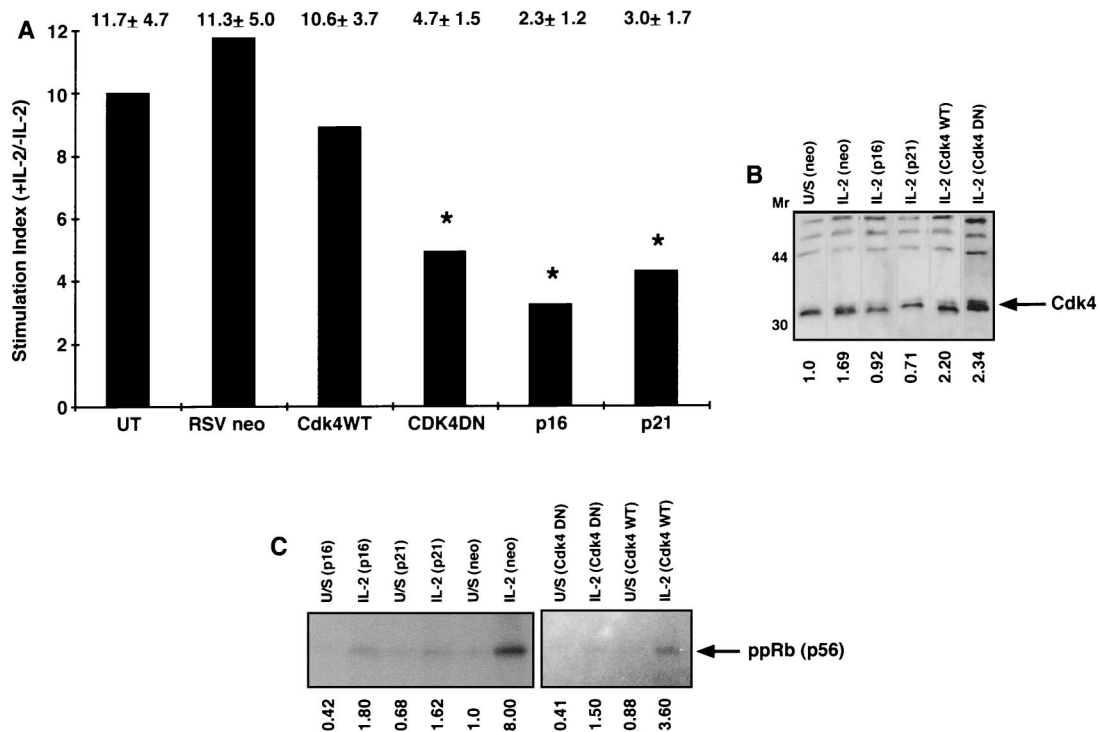 A
11.7± 4.7 11.3± 5.0 10.6± 3.7 4.7± 1.5 2.3± 1.2 3.0± 1.7
Stimulation Index (+IL-2/-IL-2)
12
10
8
6
4
2
0
* * *
UT RSV neo Cdk4WT CDK4DN p16 p21
B
U/S (neo)
IL-2 (neo)
IL-2 (p16)
IL-2 (p21)
IL-2 (Cdk4 WT)
IL-2 (Cdk4 DN)
Mr
44
30
Cdk4
1.0 1.69 0.92 0.71 2.20 2.34
C
U/S (p16)
IL-2 (p16)
U/S (p21)
IL-2 (p21)
U/S (neo)
IL-2 (neo)
U/S (Cdk4 DN)
IL-2 (Cdk4 DN)
U/S (Cdk4 WT)
IL-2 (Cdk4 WT)
ppRb (p56)
0.42 1.80 0.68 1.62 1.0 8.00 0.41 1.50 0.88 3.60